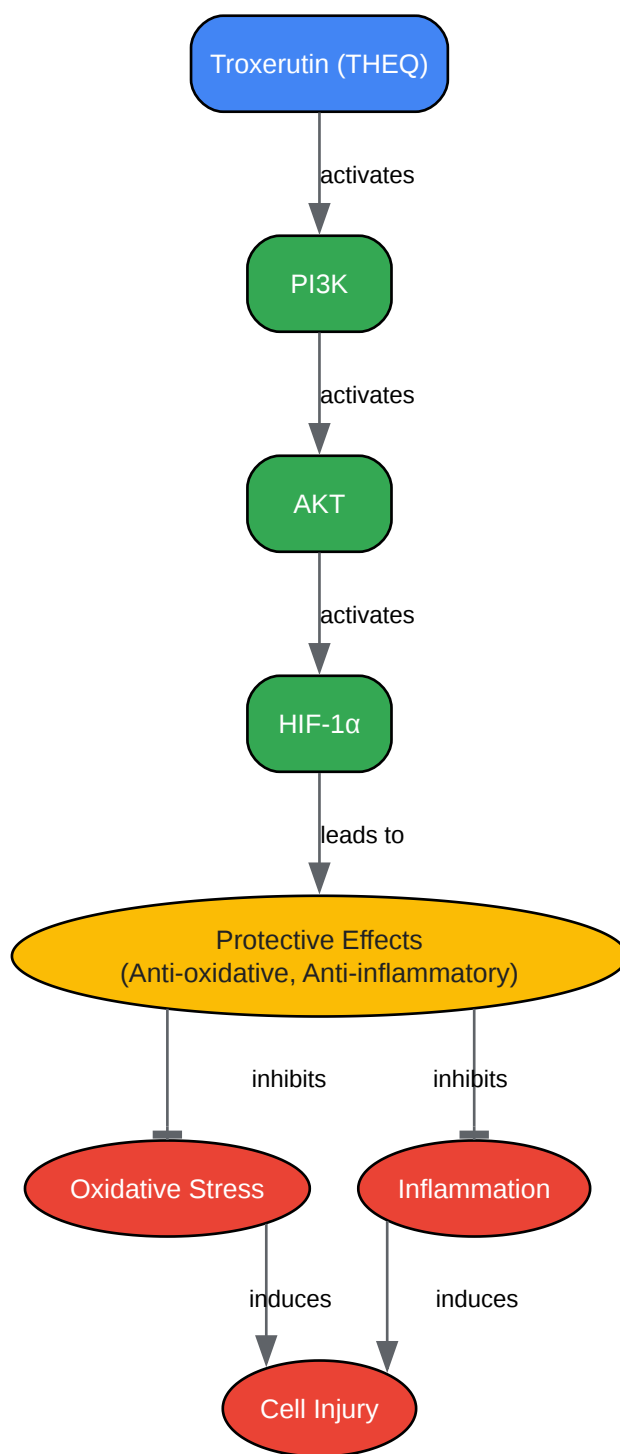 Troxerutin (THEQ)
activates
PI3K
activates
AKT
activates
HIF-1α
leads to
Protective Effects
(Anti-oxidative, Anti-inflammatory)
inhibits
inhibits
Oxidative Stress
Inflammation
induces
induces
Cell Injury